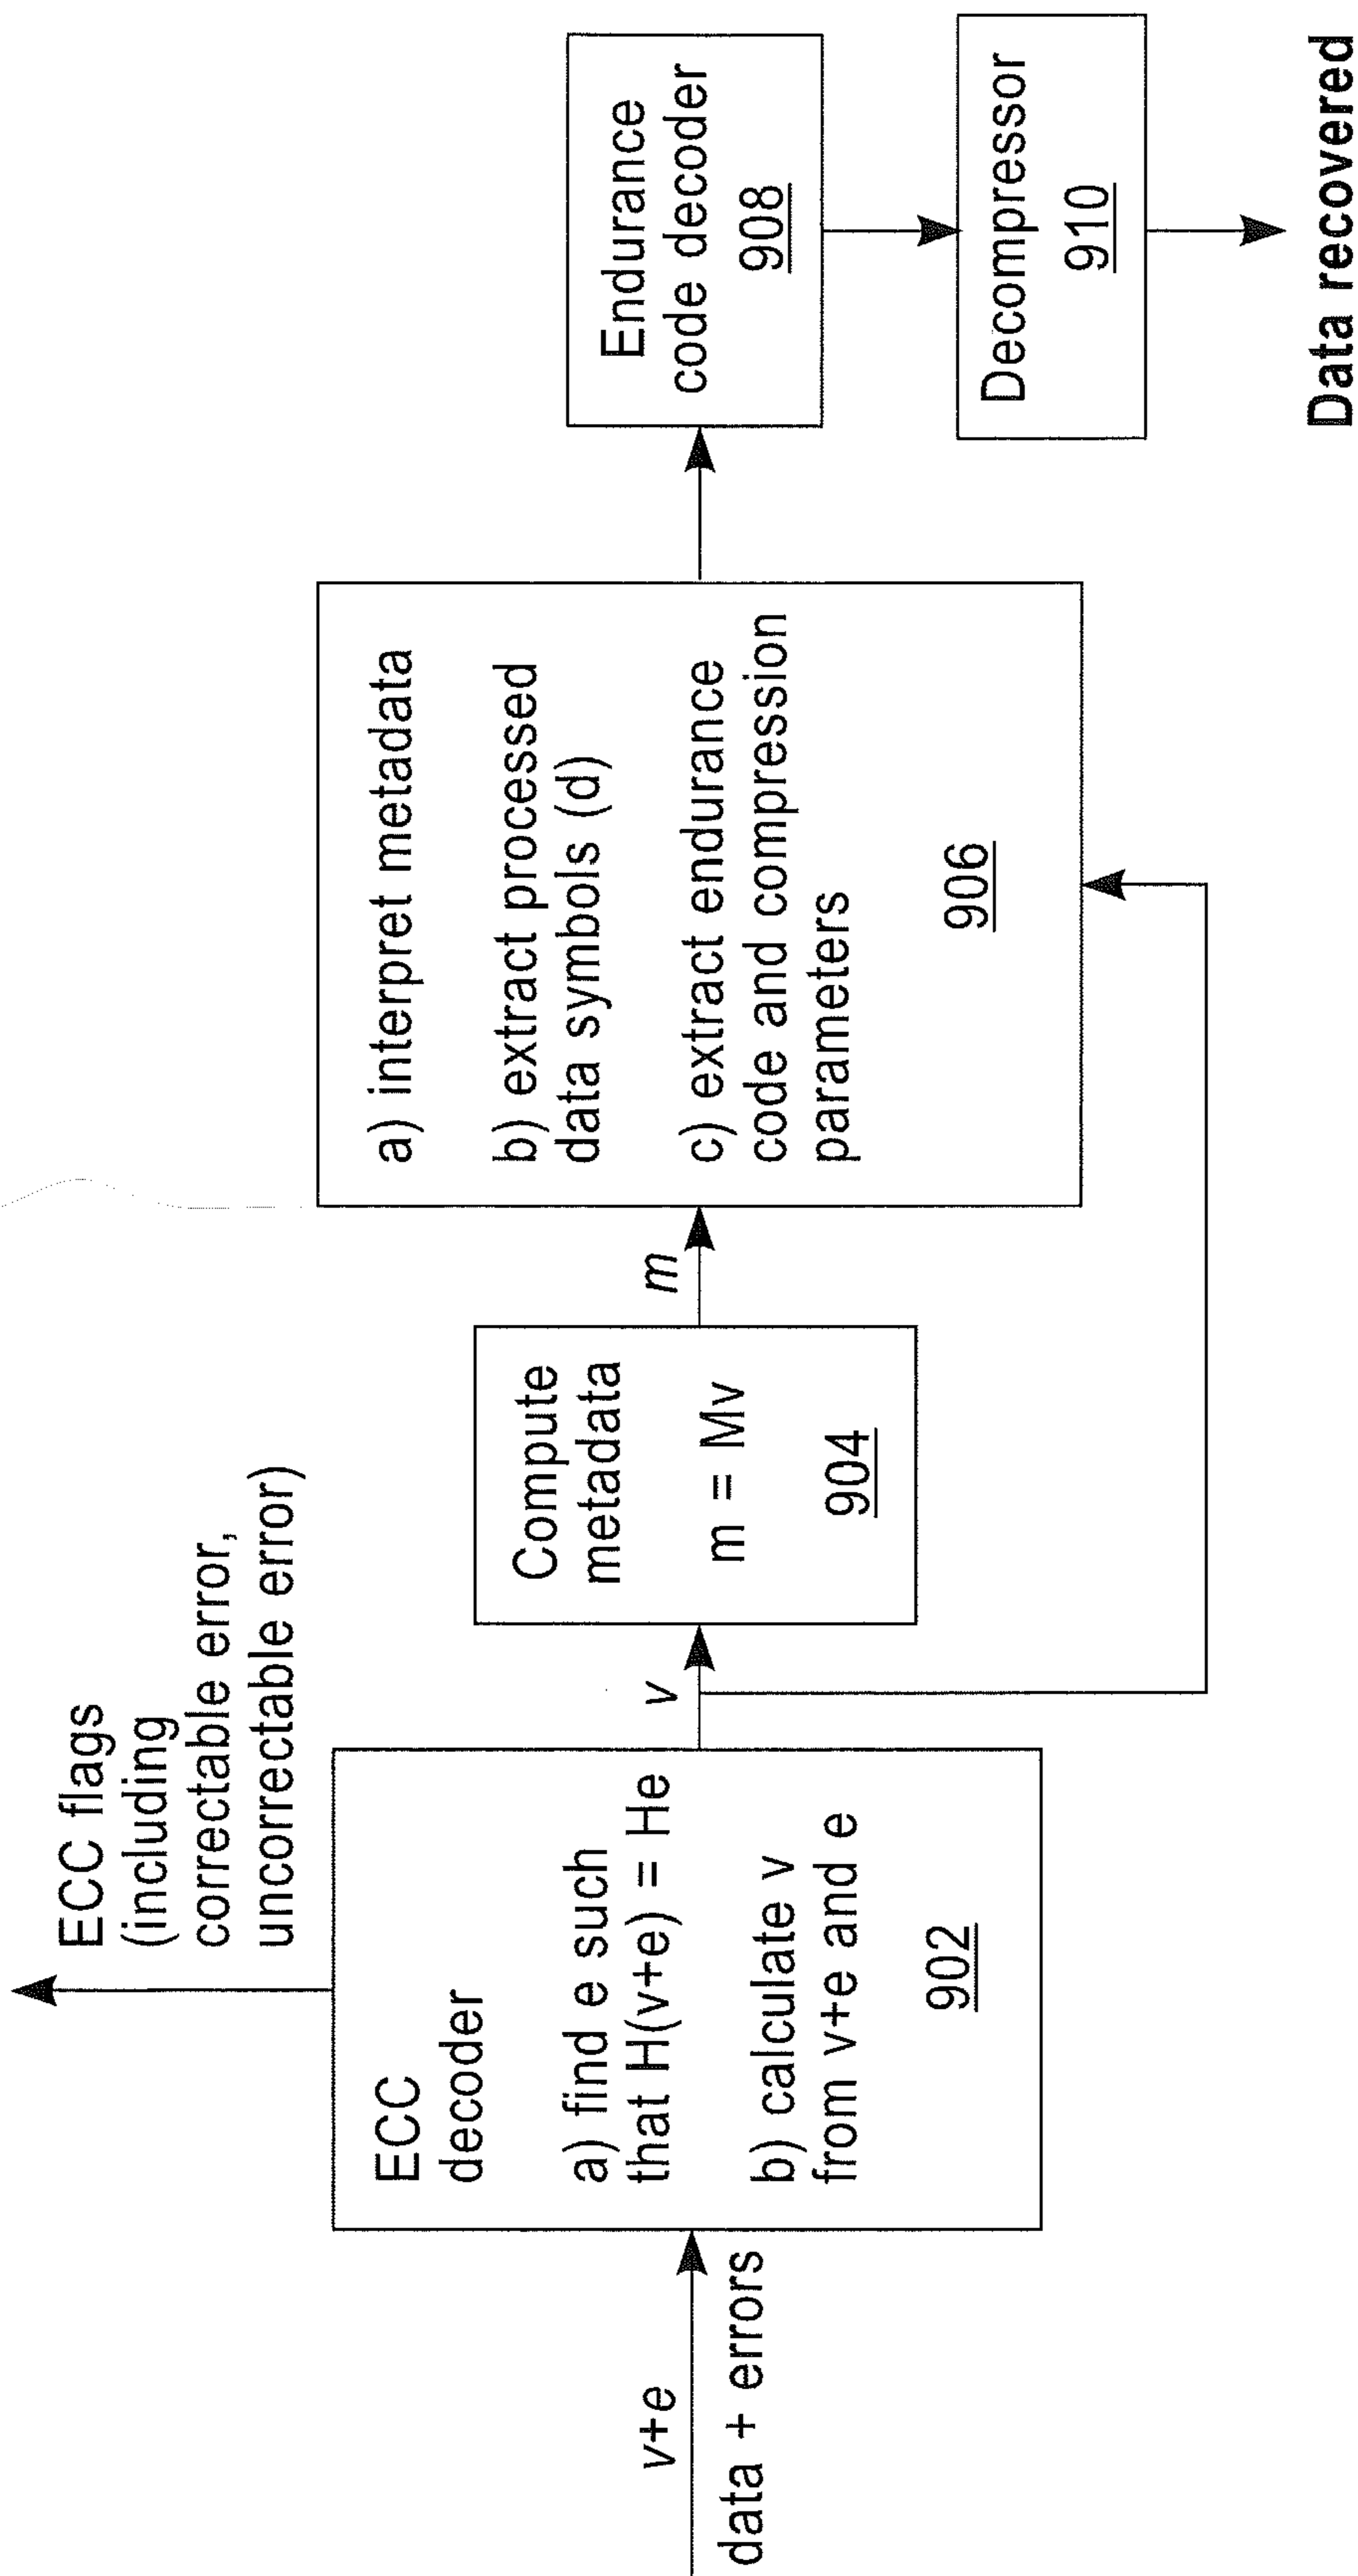 ECC flags
(including
correctable error,
uncorrectable error)
v+e
data + errors
ECC
decoder
a) find e such
that H(v+e) = He
b) calculate v
from v+e and e
902
v
Compute
metadata
m = Mv
904
m
a) interpret metadata
b) extract processed
data symbols (d)
c) extract endurance
code and compression
parameters
906
Endurance
code decoder
908
Decompressor
910
Data recovered